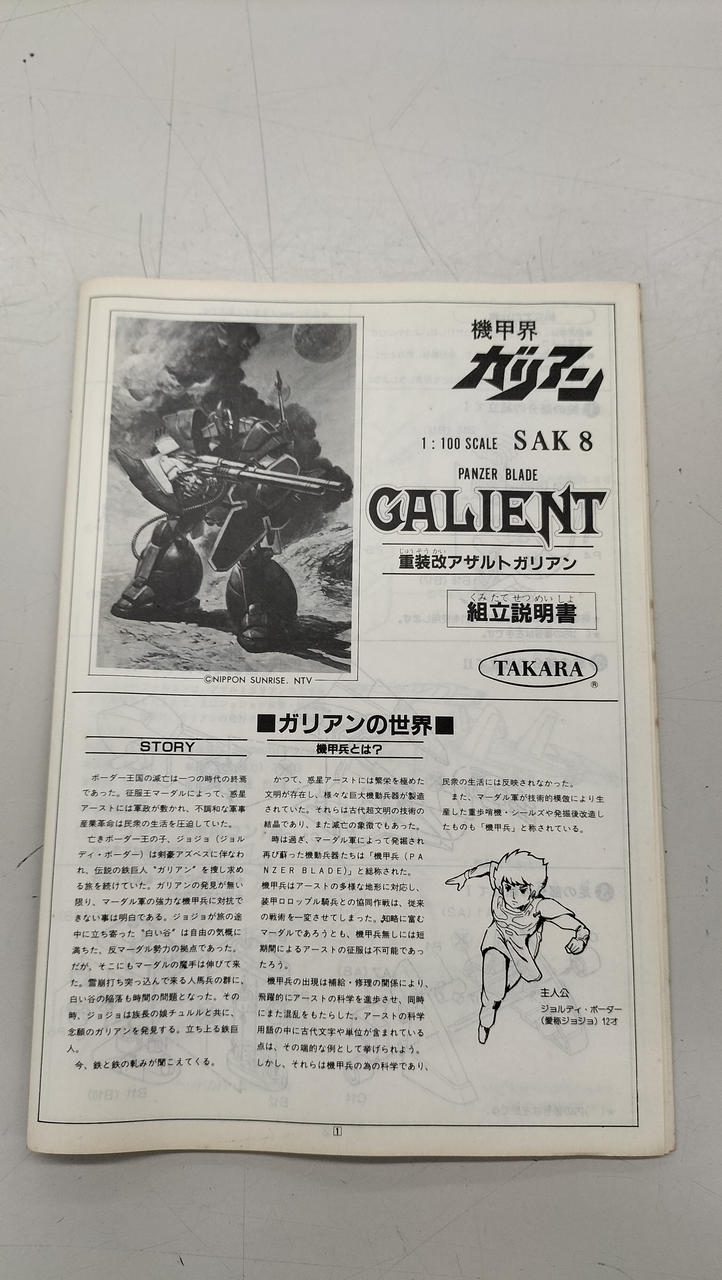 機甲界
ガリアン
1:100 SCALE SAK 8
PANZER BLADE
GALIENT
じゅうそうかい
重装改アザルトガリアン
くみたてせつめいしょ
組立説明書
TAKARA
®
©NIPPON SUNRISE. NTV
■ガリアンの世界■
STORY
ボーダー王国の滅亡は一つの時代の終焉
であった。征服王マーダルによって、惑星
アーストには軍政が敷かれ、不調和な軍事
産業革命は民衆の生活を圧迫していた。
亡きボーダー王の子、ジョジョ(ジョル
ディ・ボーダー)は剣豪アズベスに伴なわ
れ、伝説の鉄巨人“ガリアン”を捜し求め
る旅を続けていた。ガリアンの発見が無い
限り、マーダル軍の強力な機甲兵に対抗で
きない事は明白である。ジョジョが旅の途
中に立ち寄った“白い谷”は自由の気概に
満ちた、反マーダル勢力の拠点であった。
だが、そこにもマーダルの魔手は伸びて来
た。雪崩打ち突っ込んで来る人馬兵の群に、
白い谷の陥落も時間の問題となった。その
時、ジョジョは族長の娘チュルルと共に、
念願のガリアンを発見する。立ち上る鉄巨
人。
今、鉄と鉄の軋みが聞こえてくる。
機甲兵とは?
かつて、惑星アーストには繁栄を極めた
文明が存在し、様々な巨大機動兵器が製造
されていた。それらは古代超文明の技術の
結晶であり、また滅亡の象徴でもあった。
時は過ぎ、マーダル軍によって発掘され
再び蘇った機動兵器たちは「機甲兵(PA
NZER BLADE)」と総称された。
機甲兵はアーストの多様な地形に対応し、
装甲ロロップル騎兵との協同作戦は、従来
の戦術を一変させてしまった。知略に富む
マーダルであろうとも、機甲兵無しには短
期間によるアーストの征服は不可能であっ
たろう。
機甲兵の出現は補給・修理の関係により、
飛躍的にアーストの科学を進歩させ、同時
にまた混乱をもたらした。アーストの科学
用語の中に古代文字や単位が含まれている
点は、その端的な例として挙げられよう。
しかし、それらは機甲兵の為の科学であり、
民衆の生活には反映されなかった。
また、マーダル軍が技術的模倣により生
産した重歩哨機・シールズや発掘後改造し
たものも「機甲兵」と称されている。
主人公
ジョルディ・ボーダー
(愛称ジョジョ)12才
1